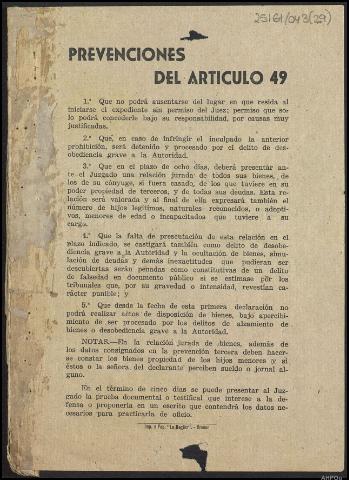 25161/043(29)
PREVENCIONES
DEL ARTICULO 49
1.ª Que no podrá ausentarse del lugar en que resida al
iniciarse el expediente sin permiso del Juez; permiso que so-
lo podrá concederle bajo su responsabilidad, por causas muy
justificadas.
2.ª Que, en caso de infringir el inculpado la anterior
prohibición, será detenido y procesado por el delito de des-
obediencia grave a la Autoridad.
3.ª Que en el plazo de ocho días, deberá presentar an-
te el Juzgado una relación jurada de todos sus bienes, de
los de su cónyuge, si fuera casado, de los que tuviere en su
poder propiedad de terceros, y de todas sus deudas. Esta re-
lación será valorada y al final de ella expresará también el
número de hijos legítimos, naturales reconocidos, o adopti-
vos, menores de edad o incapacitados que tuviere a su
cargo.
4.ª Que la falta de presentación de esta relación en el
plazo indicado, se castigará también como delito de desobe-
diencia grave a la Autoridad y la ocultación de bienes, simu-
lación de deudas y demás inexactitudes que pudieran ser
descubiertas serán penadas como constitutivas de un delito
de falsedad en documento público si se estimase por los
tribunales que, por su gravedad o intensidad, revestían ca-
rácter punible; y
5.ª Que desde la fecha de esta primera declaración no
podrá realizar actos de disposición de bienes, bajo apercibi-
miento de ser procesado por los delitos de alzamiento de
bienes o desobediencia grave a la Autoridad.
NOTAS.—En la relación jurada de bienes, además de
los datos consignados en la prevención tercera deben hacer-
se constar los bienes propiedad de los hijos menores y si
éstos o la señora del declarante perciben sueldo o jornal al-
guno.
En el término de cinco días se puede presentar al Juz-
gado la prueba documental o testifical que interese a la de-
fensa o proponerla en un escrito que contendrá los datos ne-
cesarios para practicarla de oficio.
Imp. y Pap. "La Región".- Orense
AHPOu